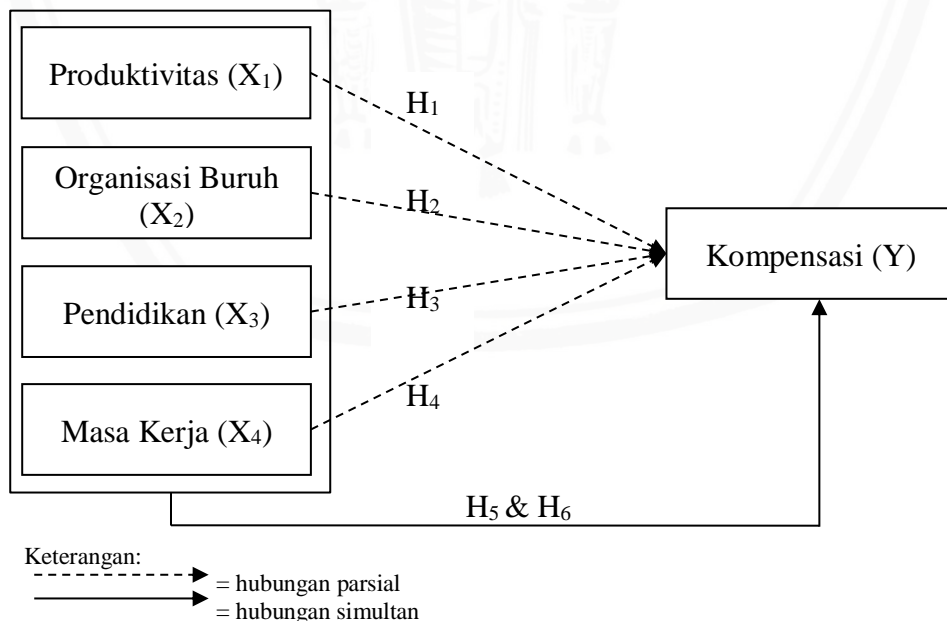 Produktivitas (X₁)
H₁
Organisasi Buruh
(X₂)
H₂
Kompensasi (Y)
Pendidikan (X₃)
H₃
Masa Kerja (X₄)
H₄
H₅ & H₆
Keterangan:
= hubungan parsial
= hubungan simultan